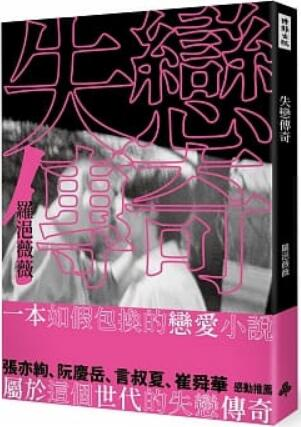 失戀
傳奇
羅浥薇薇
一本如假包換的戀愛小說
張亦絢、阮慶岳、言叔夏、崔舜華 感動推薦
屬於這個世代的失戀傳奇
失戀傳奇
羅浥薇薇